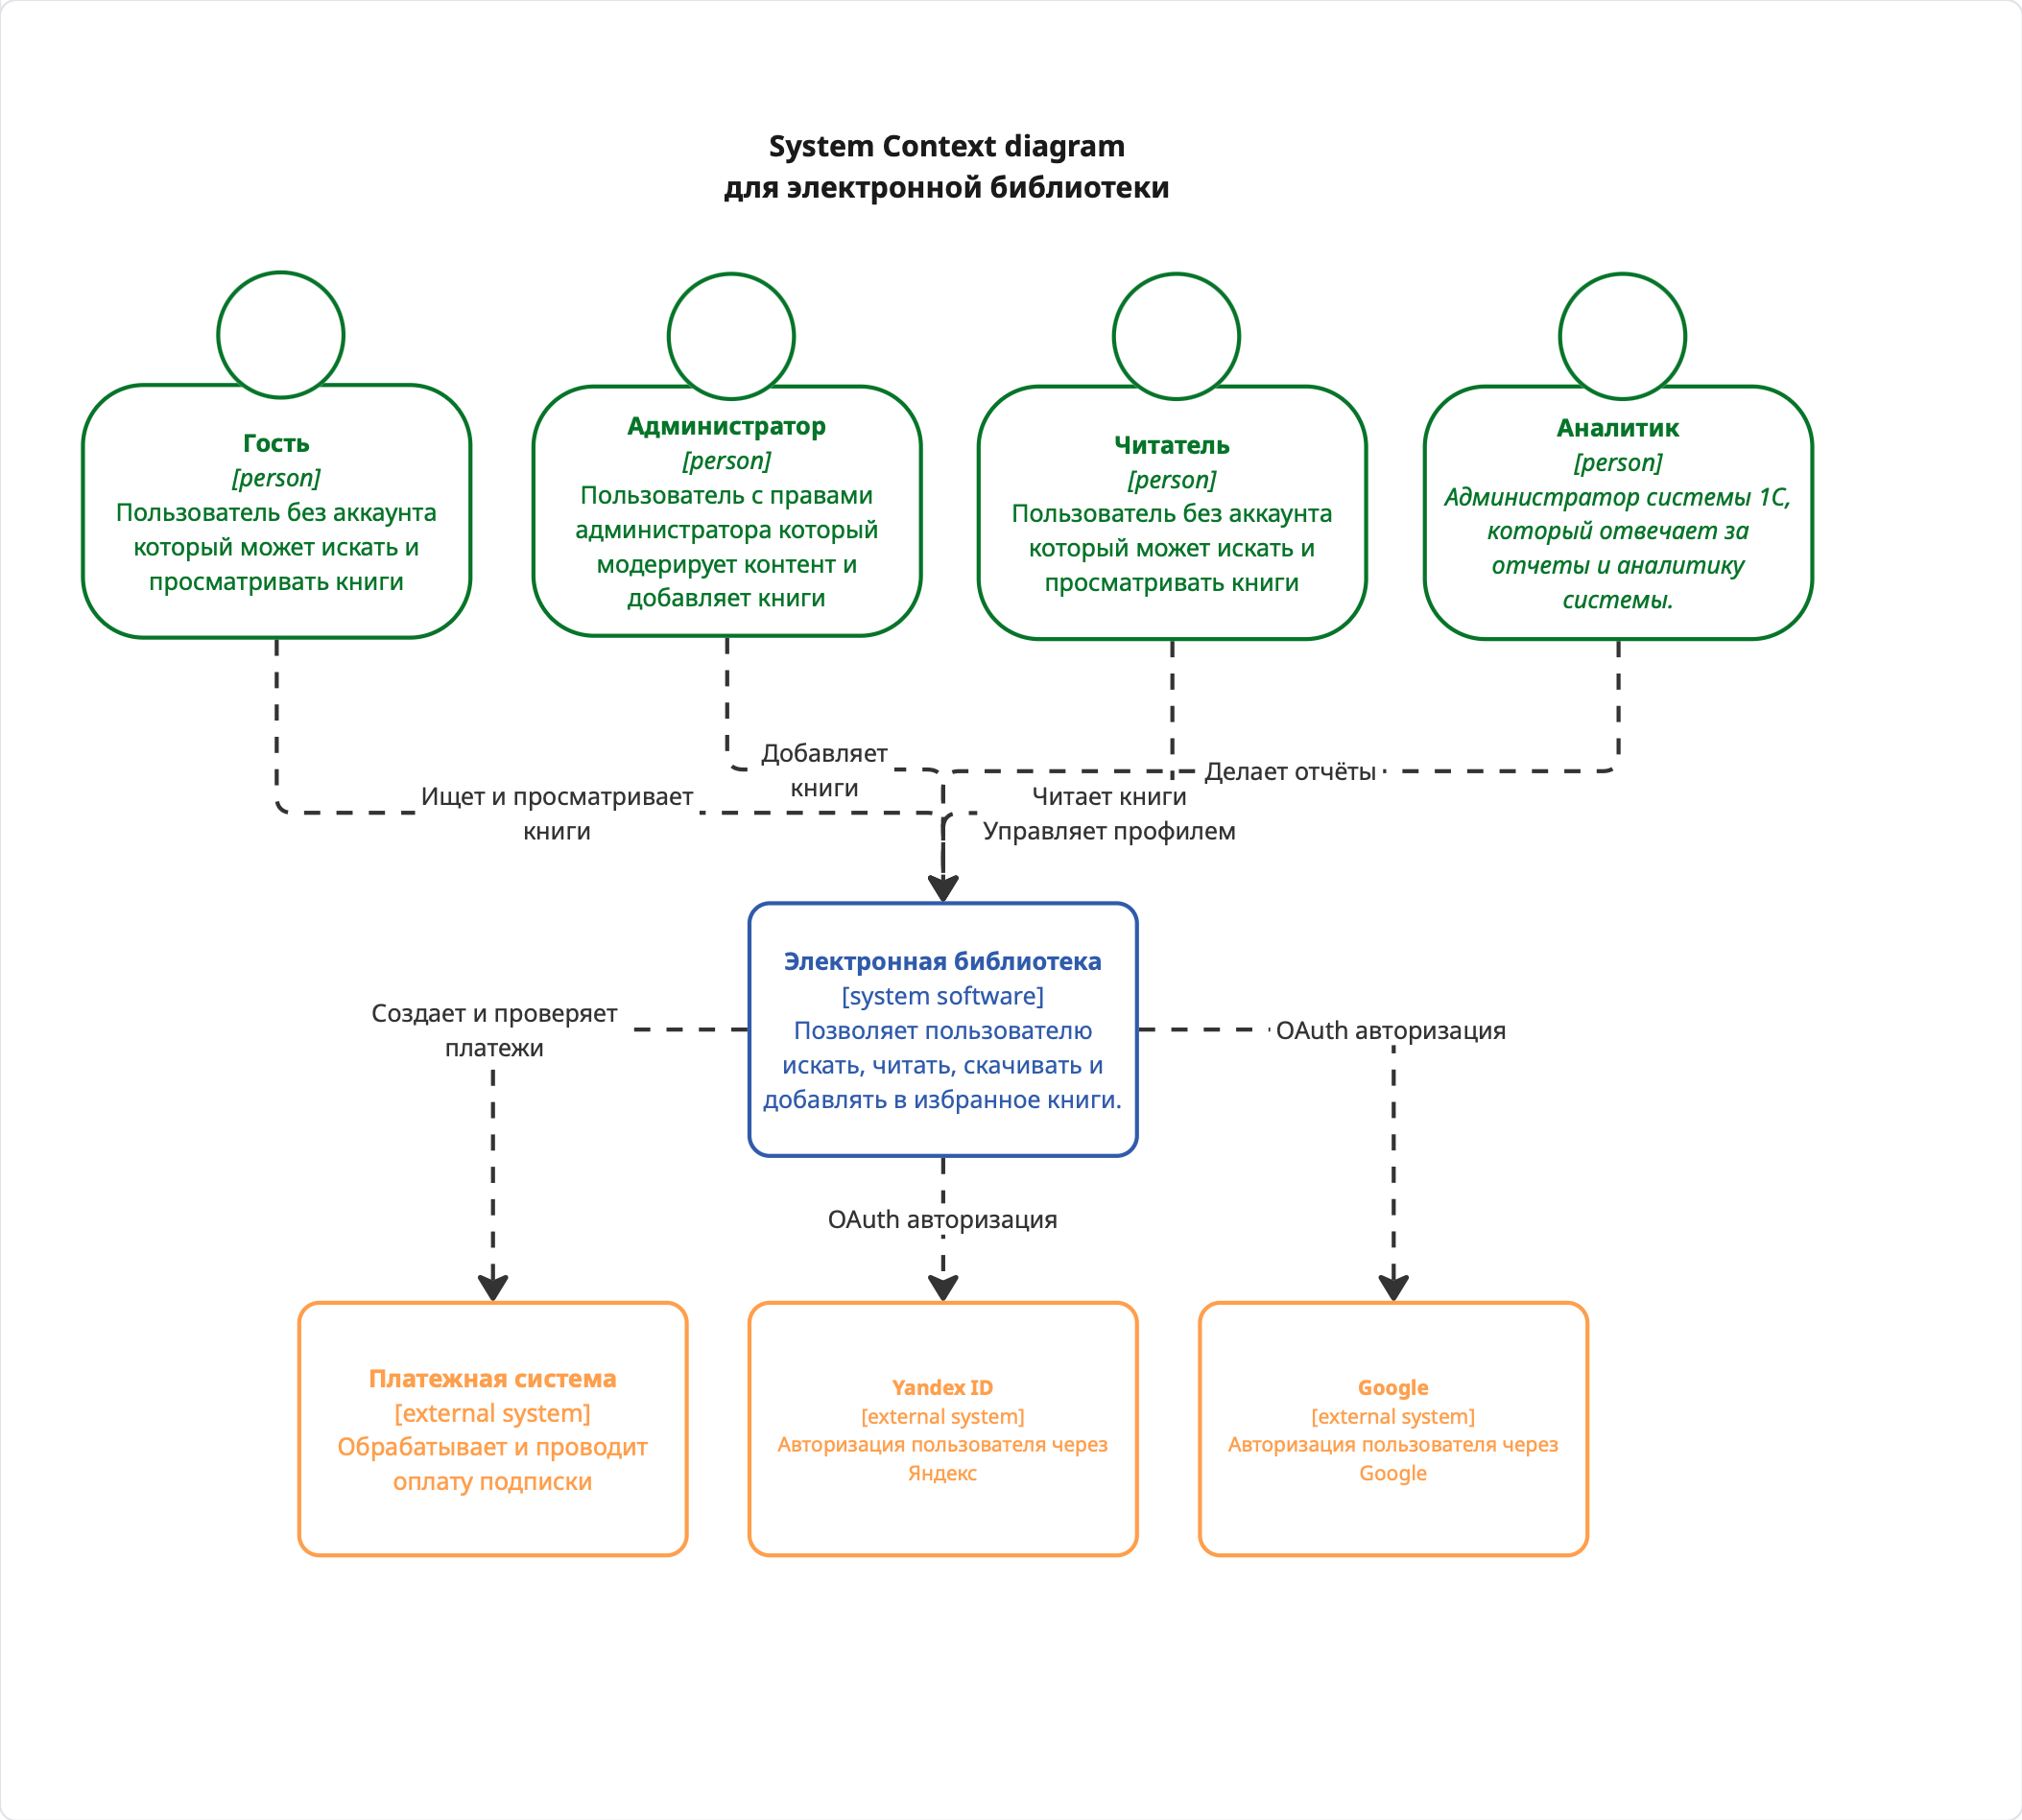 System Context diagram
для электронной библиотеки
Гость
[person]
Пользователь без аккаунта
который может искать и
просматривать книги
Администратор
[person]
Пользователь с правами
администратора который
модерирует контент и
добавляет книги
Читатель
[person]
Пользователь без аккаунта
который может искать и
просматривать книги
Аналитик
[person]
Администратор системы 1С,
который отвечает за
отчеты и аналитику
системы.
Ищет и просматривает
книги
Добавляет
книги
Читает книги
Управляет профилем
Делает отчёты
Электронная библиотека
[system software]
Позволяет пользователю
искать, читать, скачивать и
добавлять в избранное книги.
Создает и проверяет
платежи
OAuth авторизация
OAuth авторизация
Платежная система
[external system]
Обрабатывает и проводит
оплату подписки
Yandex ID
[external system]
Авторизация пользователя через
Яндекс
Google
[external system]
Авторизация пользователя через
Google